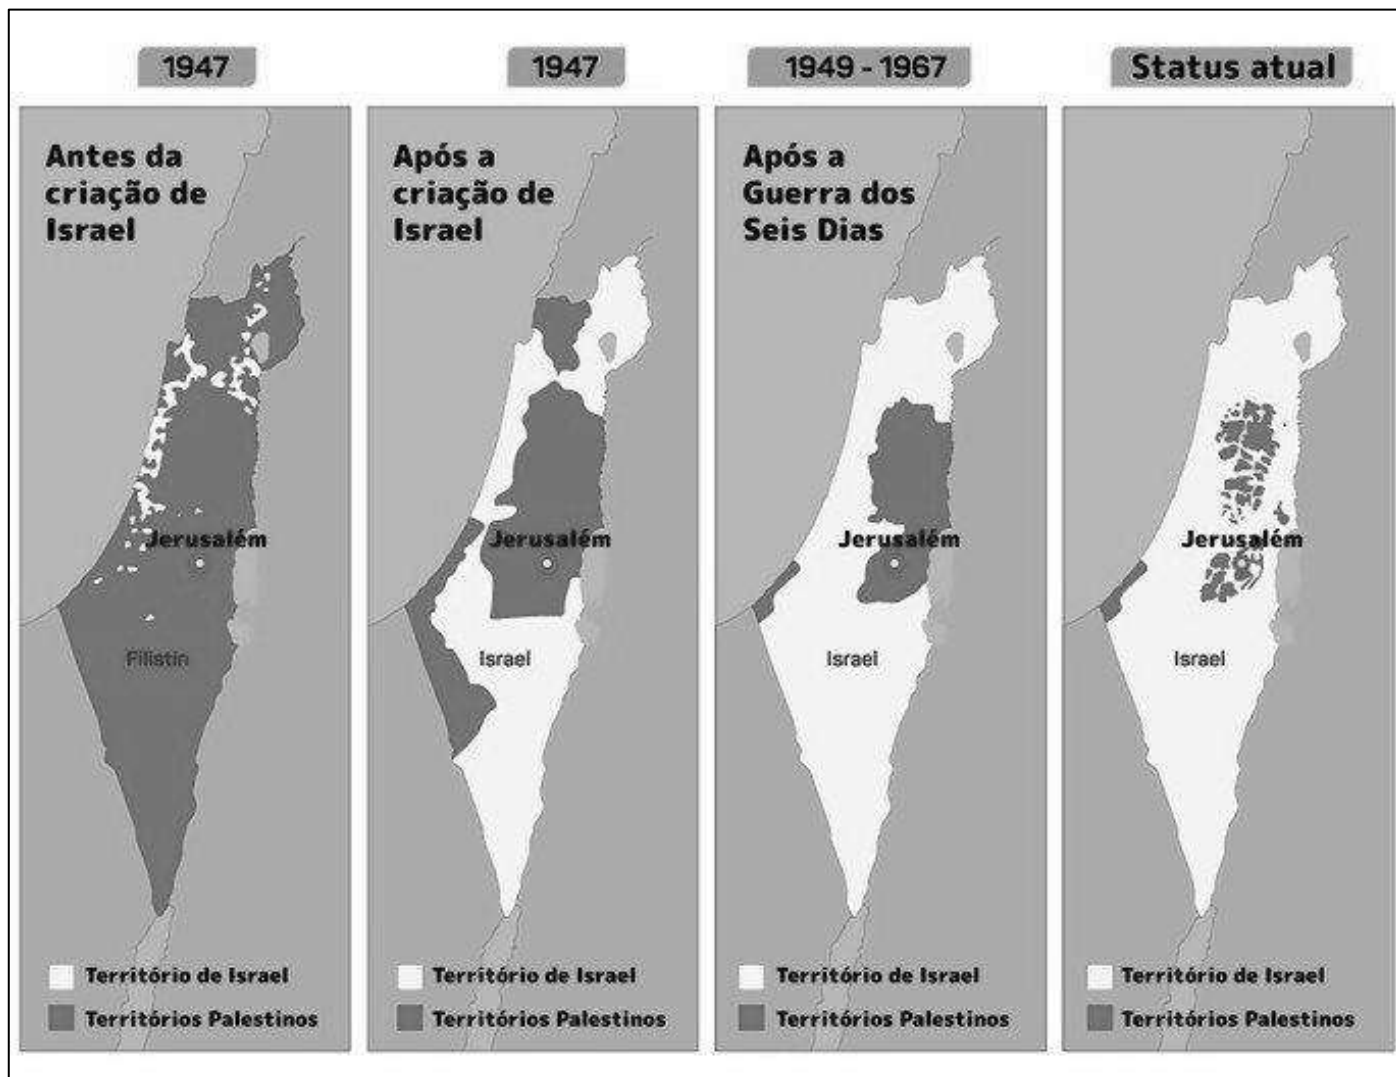 1947
Antes da
criação de
Israel
Jerusalém
Filistin
Território de Israel
Territórios Palestinos
1947
Após a
criação de
Israel
Jerusalém
Israel
Território de Israel
Territórios Palestinos
1949 - 1967
Após a
Guerra dos
Seis Dias
Jerusalém
Israel
Território de Israel
Territórios Palestinos
Status atual
Jerusalém
Israel
Território de Israel
Territórios Palestinos